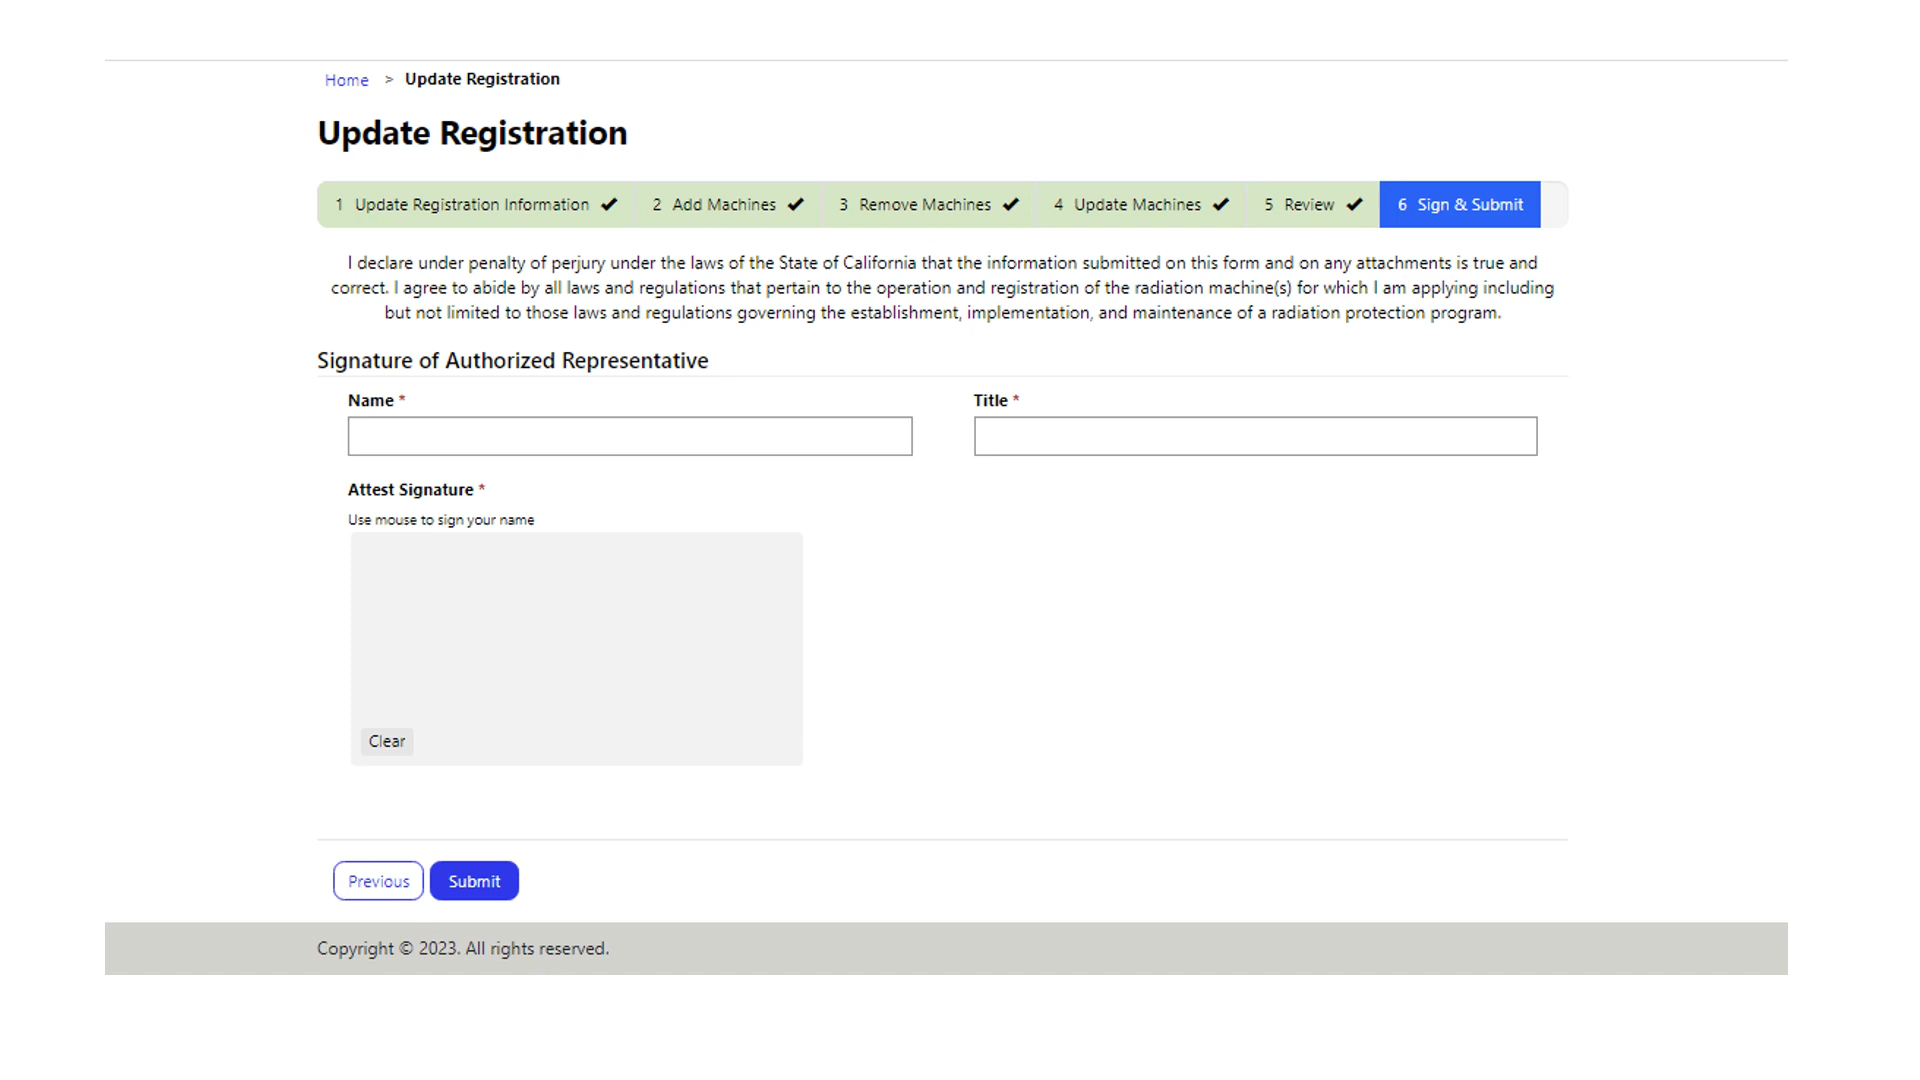 Home > Update Registration
Update Registration
1 Update Registration Information ✔ 2 Add Machines ✔ 3 Remove Machines ✔ 4 Update Machines ✔ 5 Review ✔ 6 Sign & Submit
I declare under penalty of perjury under the laws of the State of California that the information submitted on this form and on any attachments is true and
correct. I agree to abide by all laws and regulations that pertain to the operation and registration of the radiation machine(s) for which I am applying including
but not limited to those laws and regulations governing the establishment, implementation, and maintenance of a radiation protection program.
Signature of Authorized Representative
Name * Title *
Attest Signature *
Use mouse to sign your name
Clear
Previous Submit
Copyright © 2023. All rights reserved.